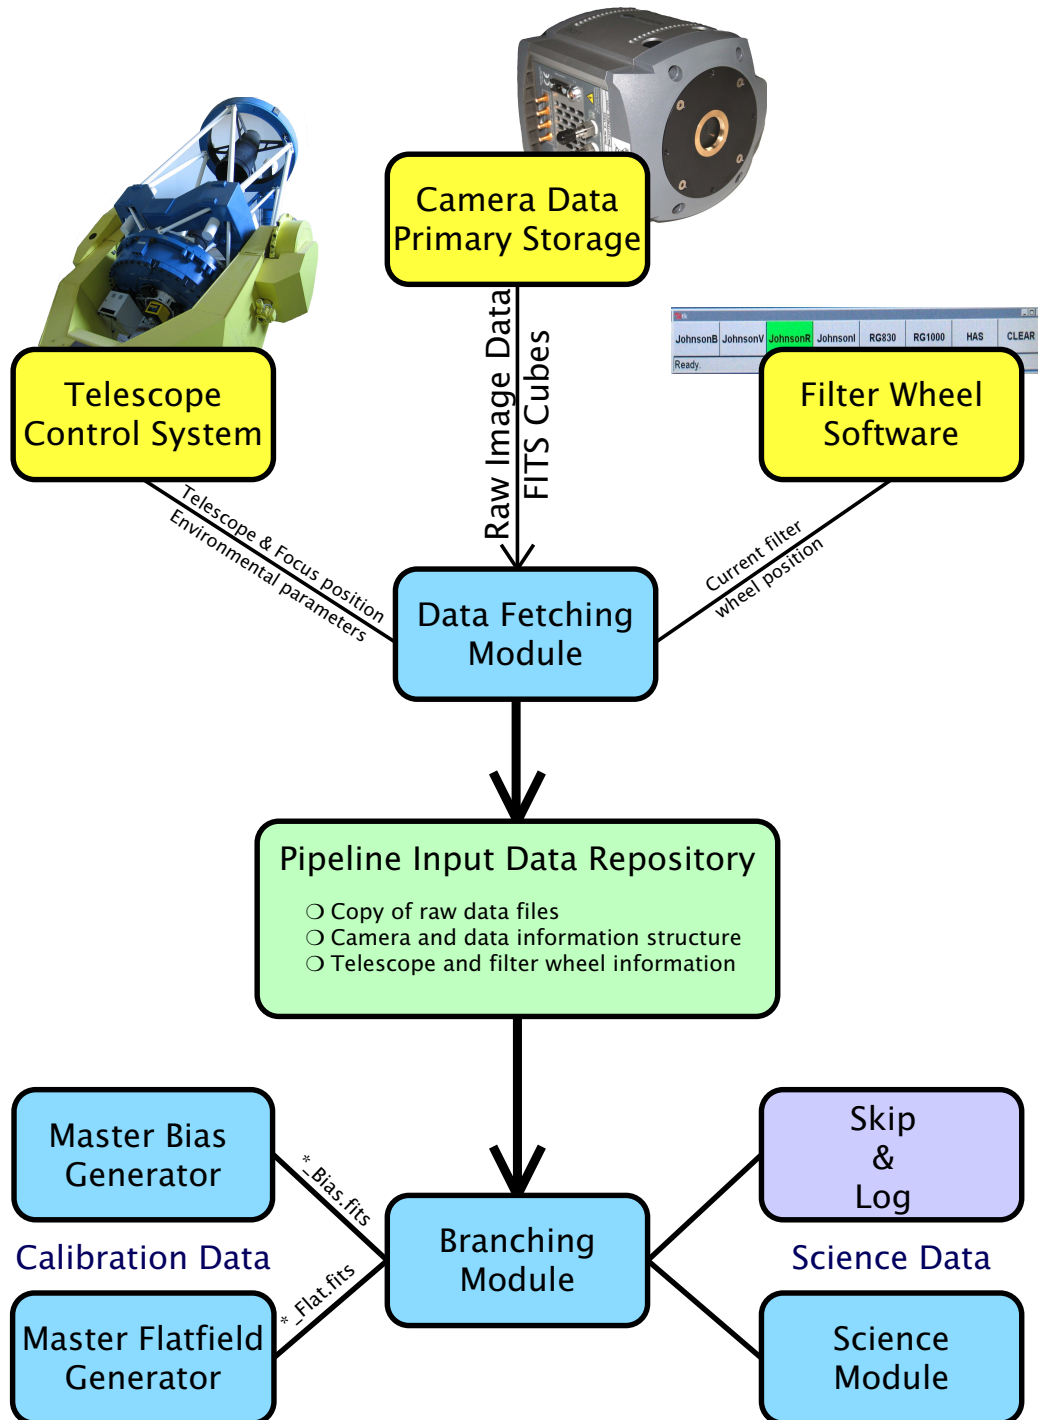 Camera Data
Primary Storage
JohnsonB JohnsonV JohnsonR JohnsonI RG830 RG1000 HAS CLEAR
Ready.
Telescope
Control System
Filter Wheel
Software
Raw Image Data
FITS Cubes
Telescope & Focus position
Environmental parameters
Current filter
wheel position
Data Fetching
Module
Pipeline Input Data Repository
❍ Copy of raw data files
❍ Camera and data information structure
❍ Telescope and filter wheel information
Master Bias
Generator
Skip
&
Log
*_Bias.fits
Calibration Data
Branching
Module
Science Data
*_Flat.fits
Master Flatfield
Generator
Science
Module